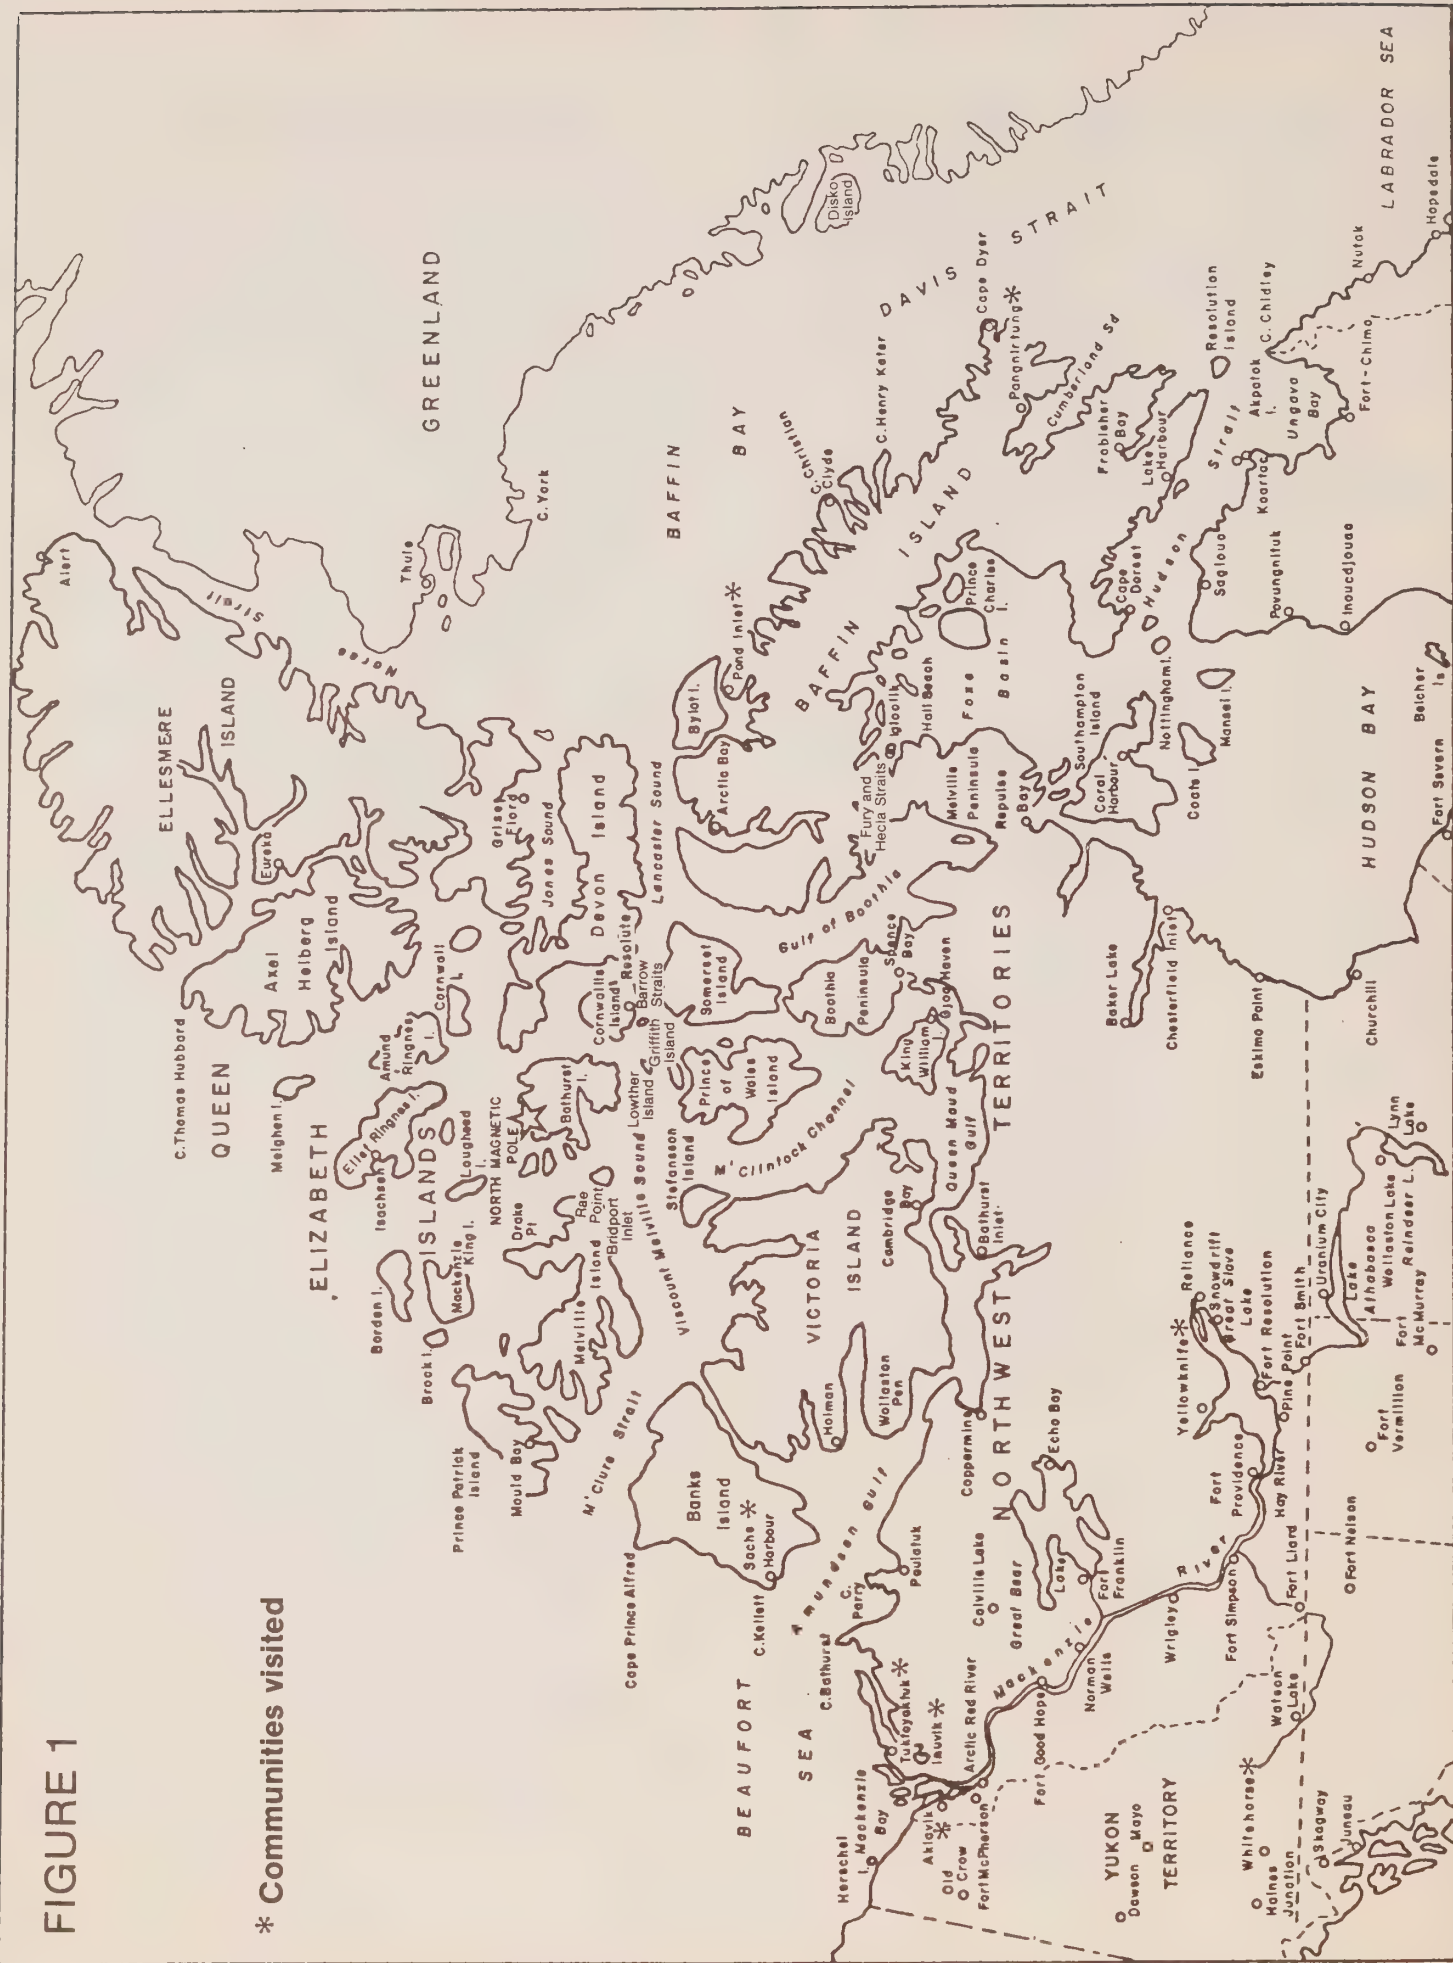 FIGURE 1
* Communities visited
GREENLAND
Alert
Thule
C. York
Strait
Nares
ELLESMERE
ISLAND
Eureka
Axel
Heiberg
Island
C. Thomas Hubbard
QUEEN
ELIZABETH
ISLANDS
Meighen I.
Amund
Ringnes
I.
Cornwall
I.
Ellef Ringnes I.
Isachsen
Lougheed
I.
NORTH MAGNETIC
POLE
Borden I.
Mackenzie
King I.
Brock I.
Prince Patrick
Island
Mould Bay
Melville
Island
Drake
Pt
Rae
Point
Bridport
Inlet
Bathurst
I.
Cornwallis
Island
Resolute
Barrow
Straits
Griffith
Island
Lowther
Island
Grise
Fiord
Jones Sound
Devon Island
Lancaster Sound
Viscount Melville Sound
M'Clure Strait
Stefansson
Island
Prince
of
Wales
Island
Somerset
Island
M'Clintock Channel
Bylot I.
Pond Inlet *
Arctic Bay
BAFFIN
BAY
BAFFIN
ISLAND
C. Christian
Clyde
C. Henry Kater
DAVIS STRAIT
Disko
Island
Cape Dyer
Pangnirtung *
Cumberland Sd
Frobisher
Bay
Lake
Harbour
Resolution
Island
Hudson
Strait
Cape
Dorset
Prince
Charles
I.
Foxe
Basin
Igloolik
Hall Beach
Fury and
Hecla Straits
Melville
Peninsula
Repulse
Bay
Gulf of Boothia
Boothia
Peninsula
Spence
Bay
Gjoa Haven
King
William
I.
Queen Maud
Gulf
Cambridge
Bay
Bathurst
Inlet
VICTORIA
ISLAND
Holman
Wollaston
Pen
Banks
Island
Sachs *
Harbour
Cape Prince Alfred
C. Kellett
Amundsen Gulf
C.
Parry
Paulatuk
C. Bathurst
BEAUFORT
SEA
Herschel
I.
Mackenzie
Bay
Tuktoyaktuk *
Inuvik *
Aklavik
*
Old
Crow
Fort McPherson
Arctic Red River
Fort Good Hope
Norman
Wells
Mackenzie
River
Colville Lake
Great Bear
Lake
Fort
Franklin
Echo Bay
Coppermine
NORTHWEST TERRITORIES
Wrigley
Fort Simpson
Fort Liard
Fort
Providence
Hay River
Yellowknife *
Reliance
Snowdrift
Great Slave
Lake
Fort Resolution
Pine Point
Fort Smith
Uranium City
Lake
Athabasca
Wollaston Lake
Reindeer L.
Lynn
Lake
Fort
McMurray
Fort
Vermillion
Fort Nelson
Watson
Lake
YUKON
TERRITORY
Dawson
Mayo
Whitehorse *
Haines
Junction
Skagway
Juneau
Baker Lake
Chesterfield Inlet
Eskimo Point
Churchill
HUDSON BAY
Fort Severn
Belcher
Is
Southampton
Island
Coral
Harbour
Coats I.
Nottingham I.
Mansel I.
Saglouc
Povungnituk
Inoucdjouac
Koartac
Akpatok
I.
Ungava
Bay
Fort-Chimo
C. Chidley
Nutak
Hopedale
LABRADOR SEA